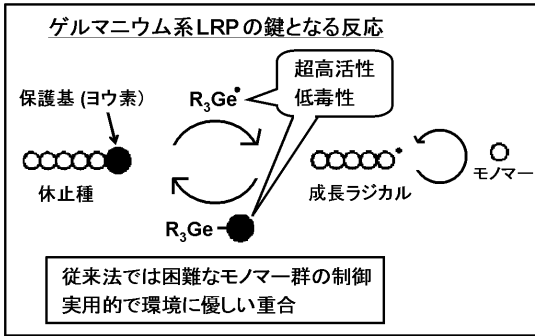 ゲルマニウム系LRPの鍵となる反応
保護基 (ヨウ素)
R₃Ge•
超高活性
低毒性
休止種
成長ラジカル
モノマー
R₃Ge
従来法では困難なモノマー群の制御
実用的で環境に優しい重合